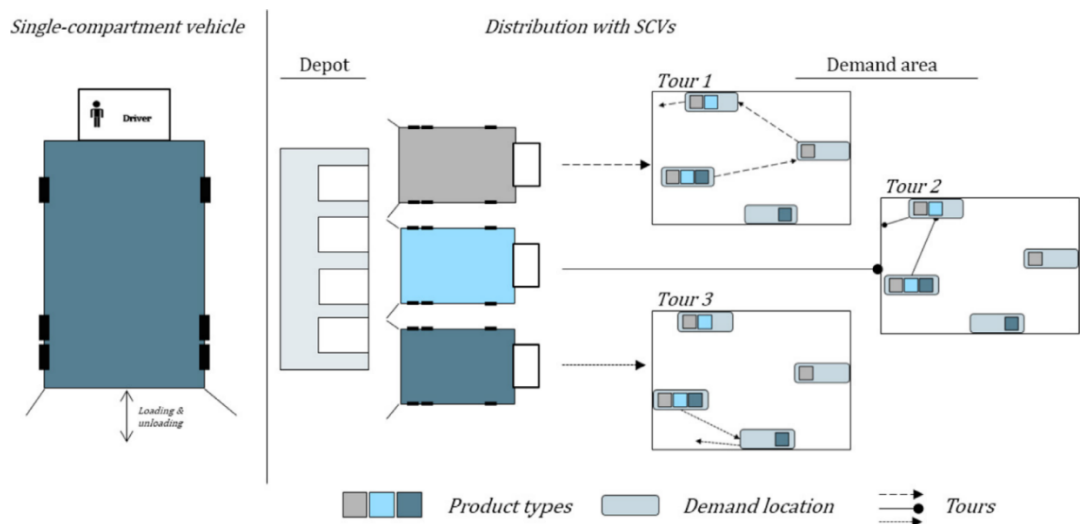 Single-compartment vehicle
Distribution with SCVs
Depot
Demand area
Driver
Tour 1
Tour 2
Tour 3
Loading &
unloading
Product types
Demand location
Tours